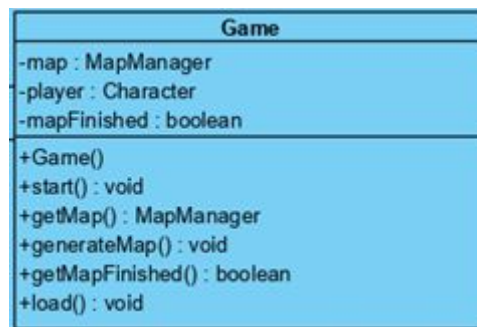 Game
-map : MapManager
-player : Character
-mapFinished : boolean
+Game()
+start() : void
+getMap() : MapManager
+generateMap() : void
+getMapFinished() : boolean
+load() : void